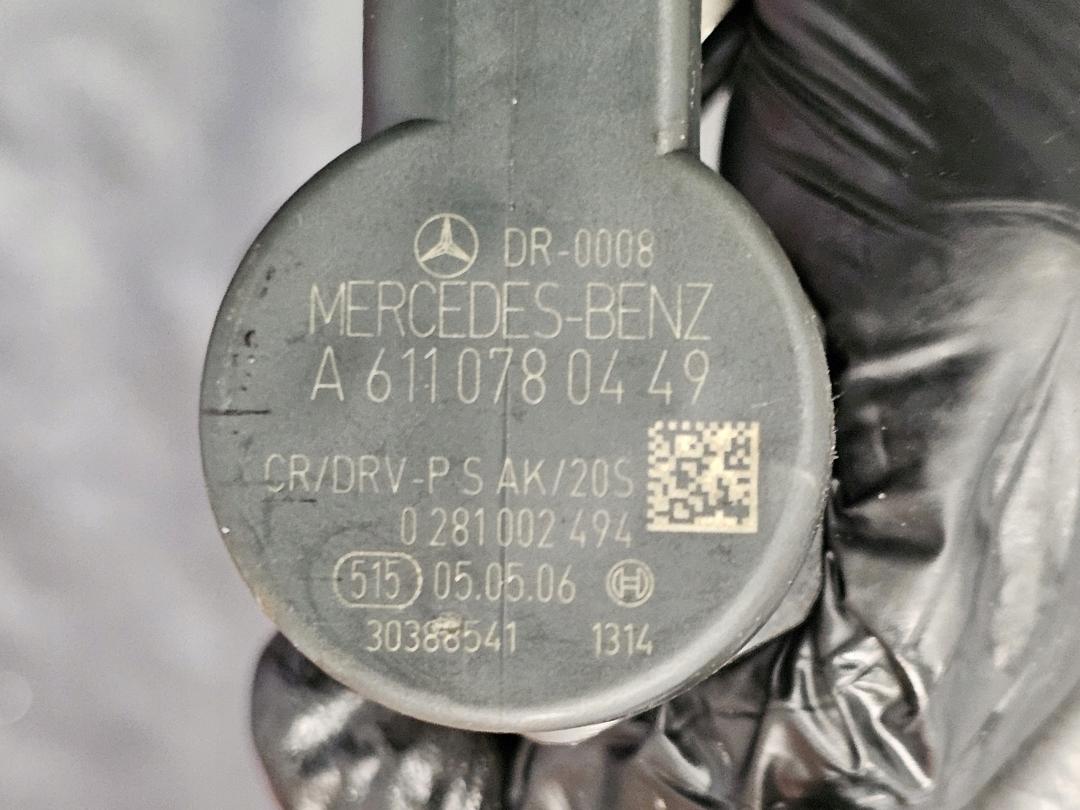 DR-0008
MERCEDES-BENZ
A 611 078 04 49
CR/DRV-P S AK/20S
0 281 002 494
515 05.05.06 H
30388541 1314